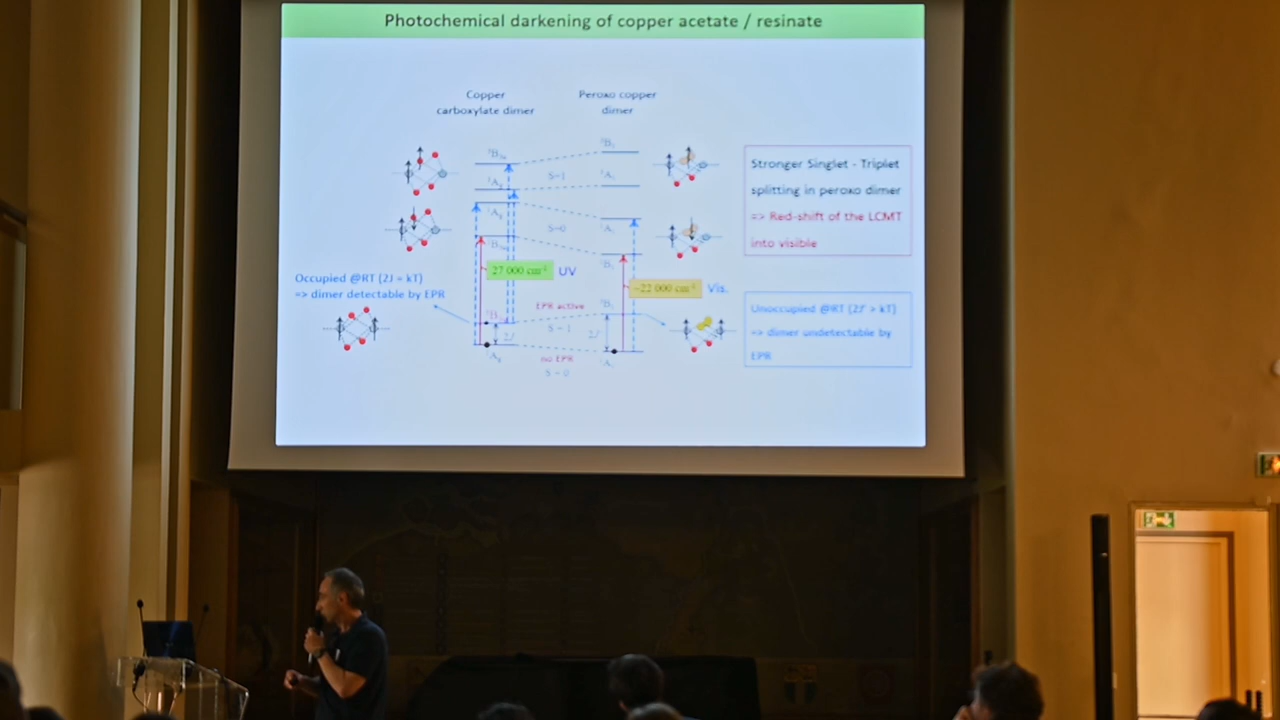 Photochemical darkening of copper acetate / resinate
Copper
carboxylate dimer
Peroxo copper
dimer
S=1
S=0
27 000 cm⁻¹ UV
~22 000 cm⁻¹ Vis.
Occupied @RT (2J ≈ kT)
=> dimer detectable by EPR
EPR active
S = 1
2J
no EPR
S = 0
Stronger Singlet - Triplet
splitting in peroxo dimer
=> Red-shift of the LCMT
into visible
Unoccupied @RT (2J' > kT)
=> dimer undetectable by
EPR